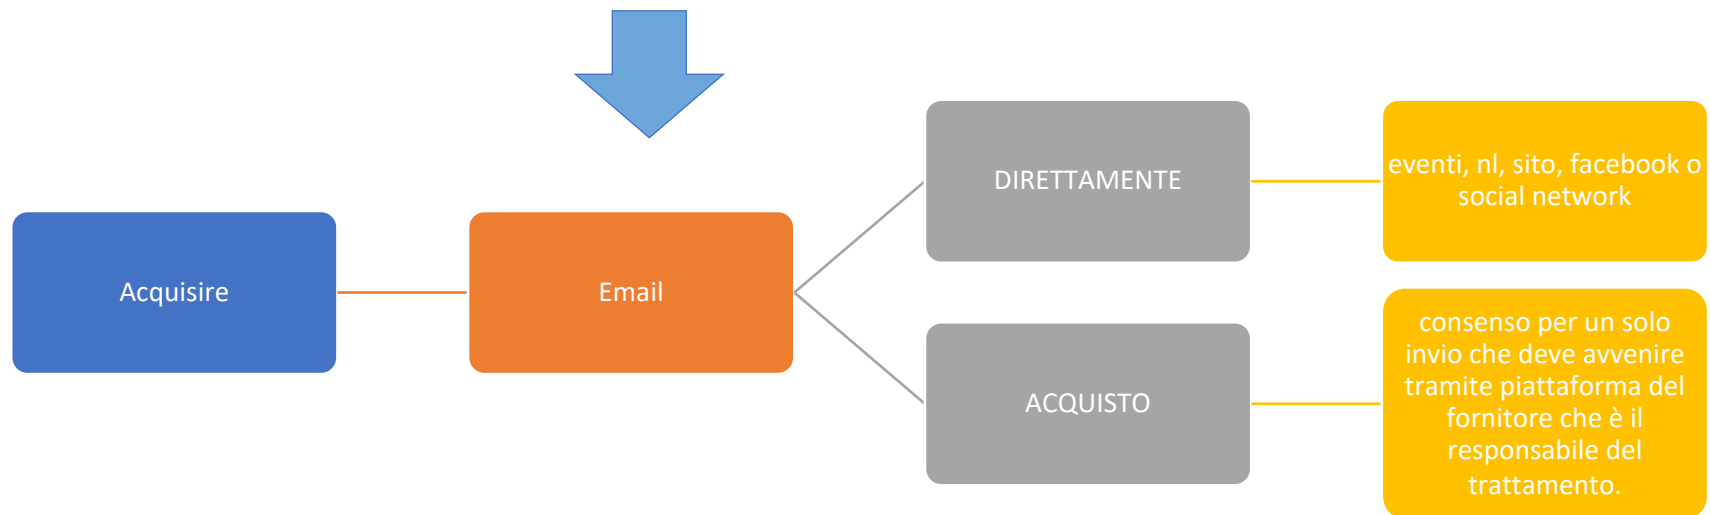 Acquisire
Email
DIRETTAMENTE
eventi, nl, sito, facebook o
social network
ACQUISTO
consenso per un solo
invio che deve avvenire
tramite piattaforma del
fornitore che è il
responsabile del
trattamento.